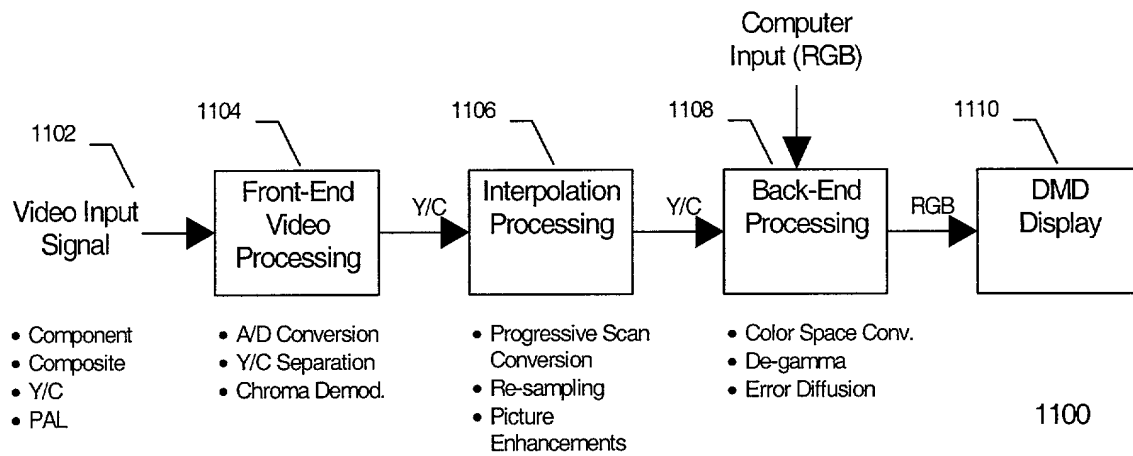 Computer
Input (RGB)
1102
1104
1106
1108
1110
Video Input
Signal
Front-End
Video
Processing
Y/C
Interpolation
Processing
Y/C
Back-End
Processing
RGB
DMD
Display
• Component
• Composite
• Y/C
• PAL
• A/D Conversion
• Y/C Separation
• Chroma Demod.
• Progressive Scan
Conversion
• Re-sampling
• Picture
Enhancements
• Color Space Conv.
• De-gamma
• Error Diffusion
1100